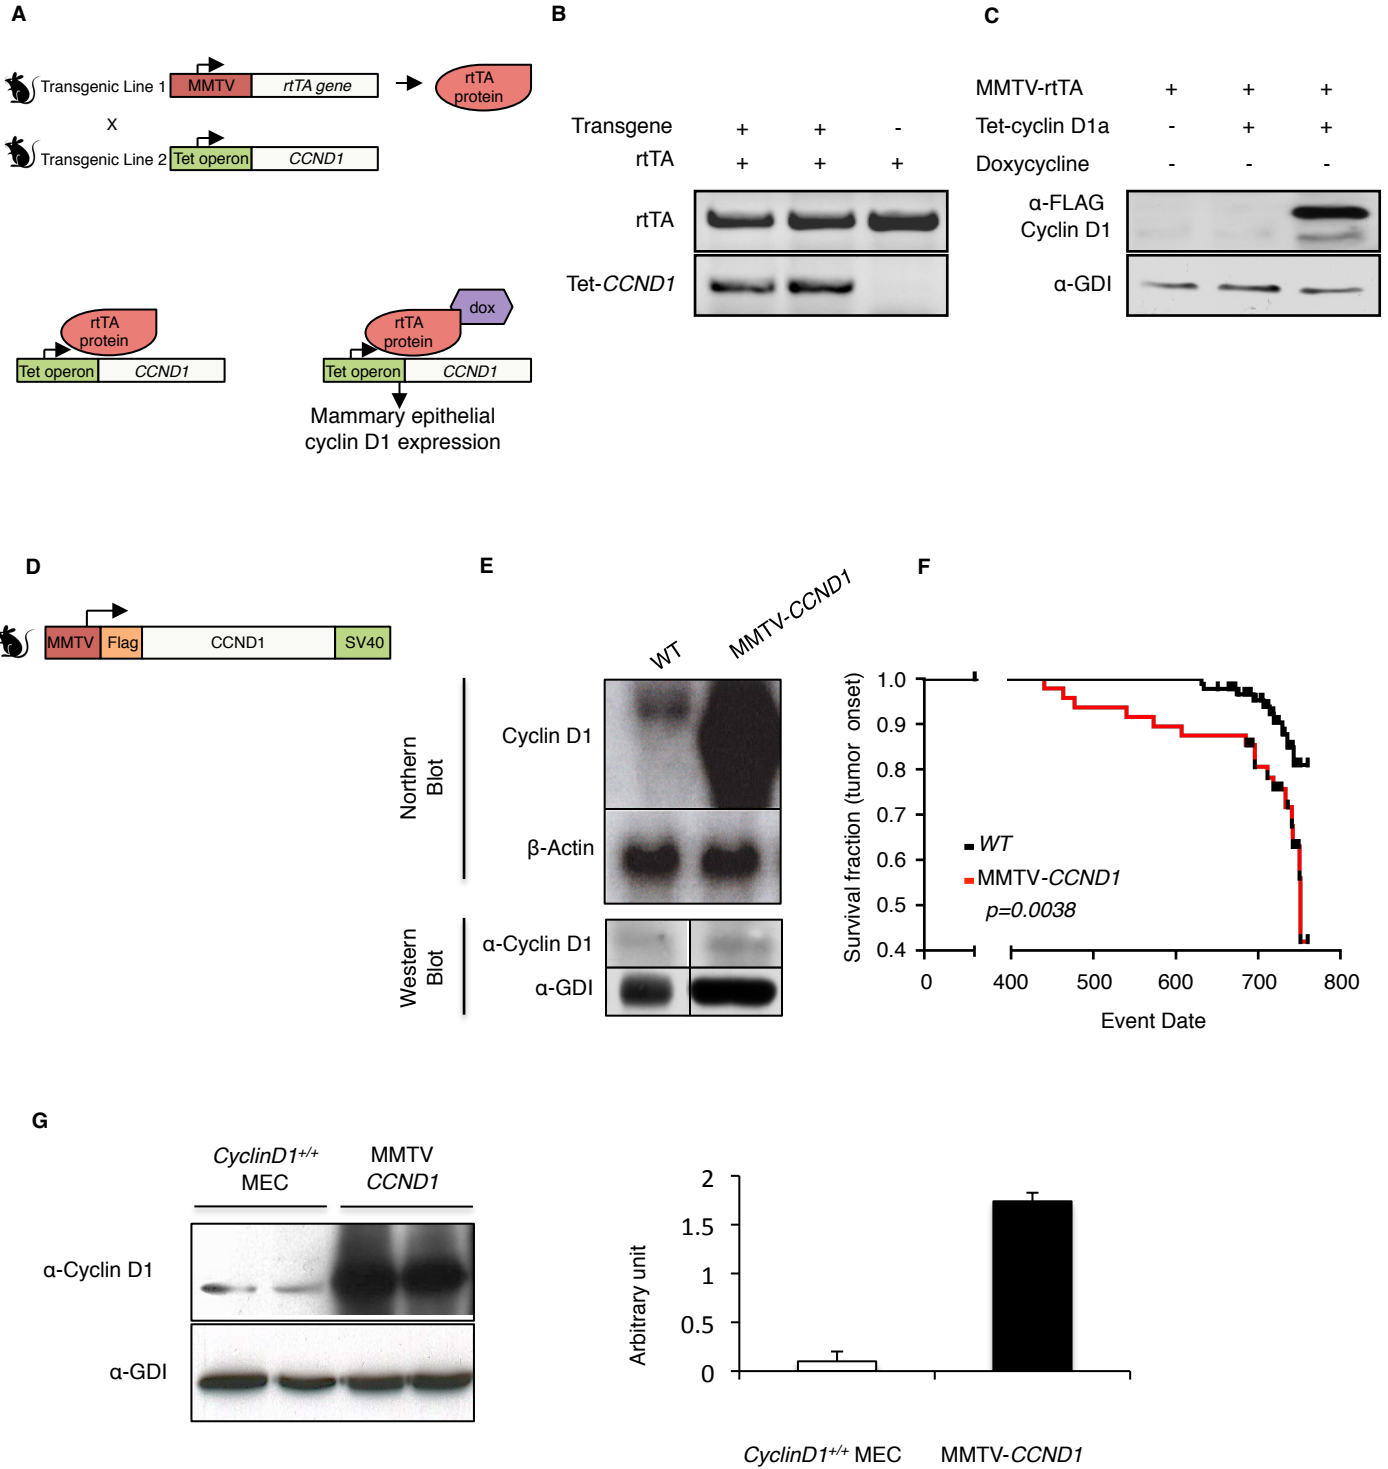 A
Transgenic Line 1
MMTV
rtTA gene
rtTA
protein
X
Transgenic Line 2
Tet operon
CCND1
rtTA
protein
Tet operon
CCND1
dox
rtTA
protein
Tet operon
CCND1
Mammary epithelial
cyclin D1 expression
B
Transgene + + -
rtTA + + +
rtTA
Tet-CCND1
C
MMTV-rtTA + + +
Tet-cyclin D1a - + +
Doxycycline - - -
α-FLAG
Cyclin D1
α-GDI
D
MMTV
Flag
CCND1
SV40
E
WT
MMTV-CCND1
Northern
Blot
Cyclin D1
β-Actin
Western
Blot
α-Cyclin D1
α-GDI
F
Survival fraction (tumor onset)
1.0
0.9
0.8
0.7
0.6
0.5
0.4
WT
MMTV-CCND1
p=0.0038
0 400 500 600 700 800
Event Date
G
CyclinD1+/+
MEC
MMTV
CCND1
α-Cyclin D1
α-GDI
Arbitrary unit
2
1.5
1
0.5
0
CyclinD1+/+ MEC
MMTV-CCND1